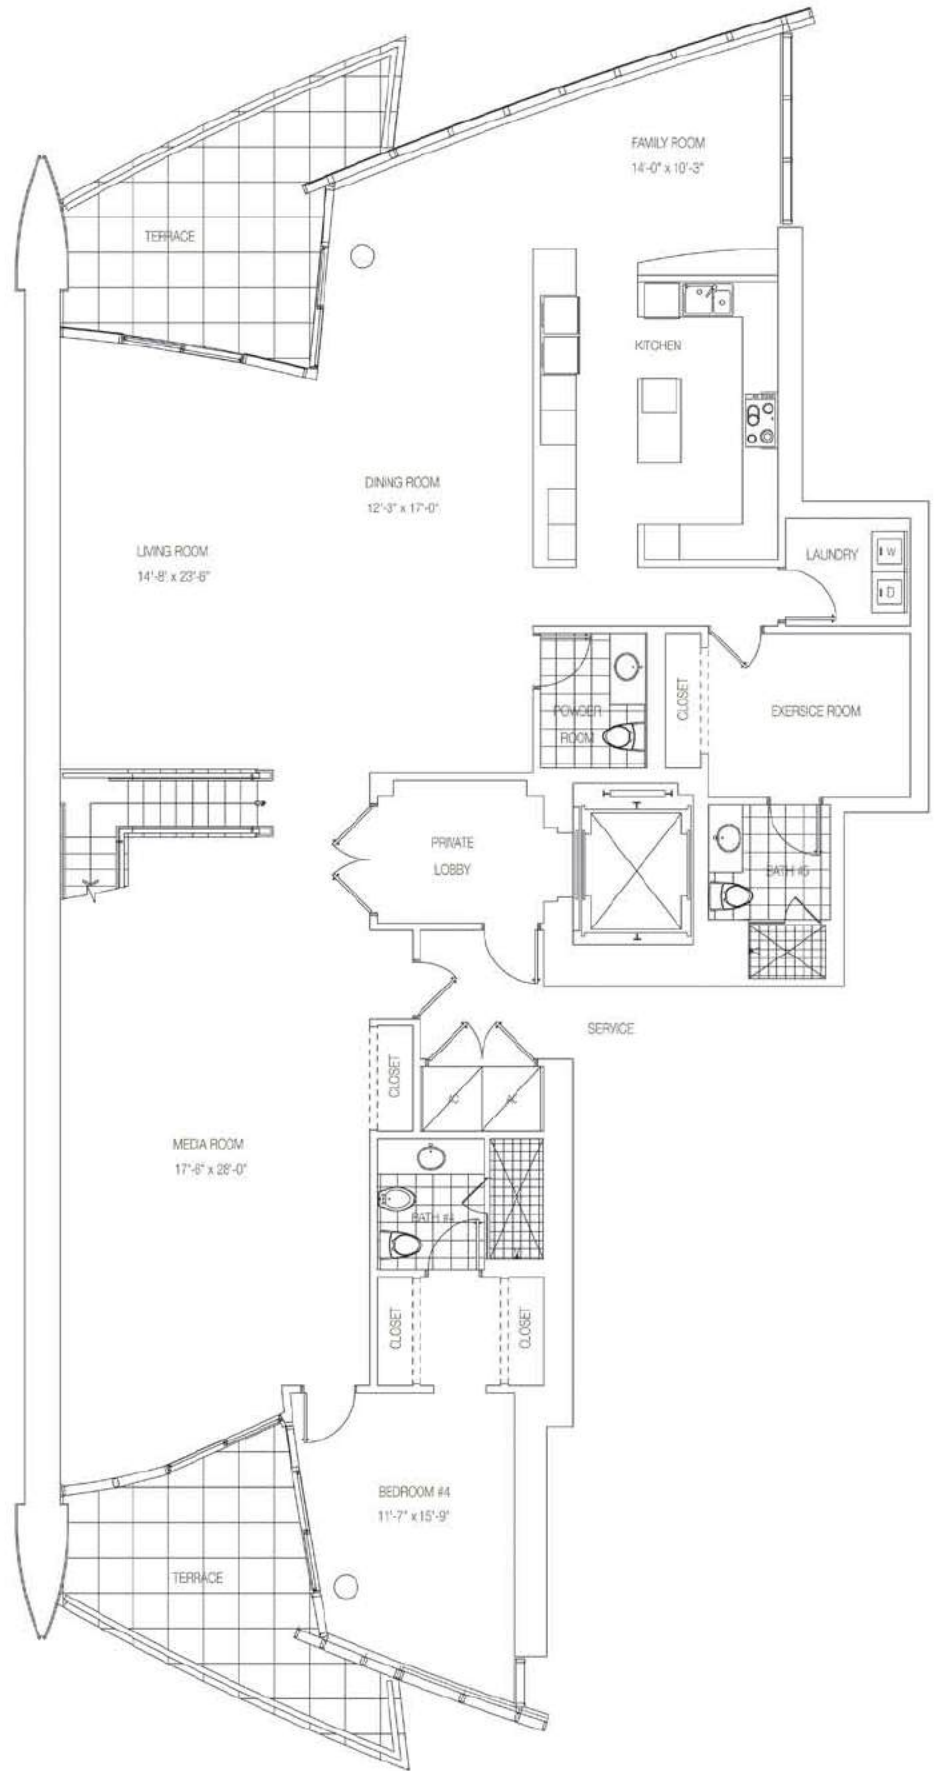 FAMILY ROOM
14'-0" x 10'-3"
TERRACE
KITCHEN
DINING ROOM
12'-3" x 17'-0"
LIVING ROOM
14'-8' x 23'-6"
LAUNDRY
W
D
CLOSET
POWDER
ROOM
EXERSICE ROOM
PRIVATE
LOBBY
BATH #5
SERVICE
CLOSET
AC
AC
MEDIA ROOM
17'-6" x 28'-0"
BATH #4
CLOSET
CLOSET
BEDROOM #4
11'-7" x 15'-9"
TERRACE